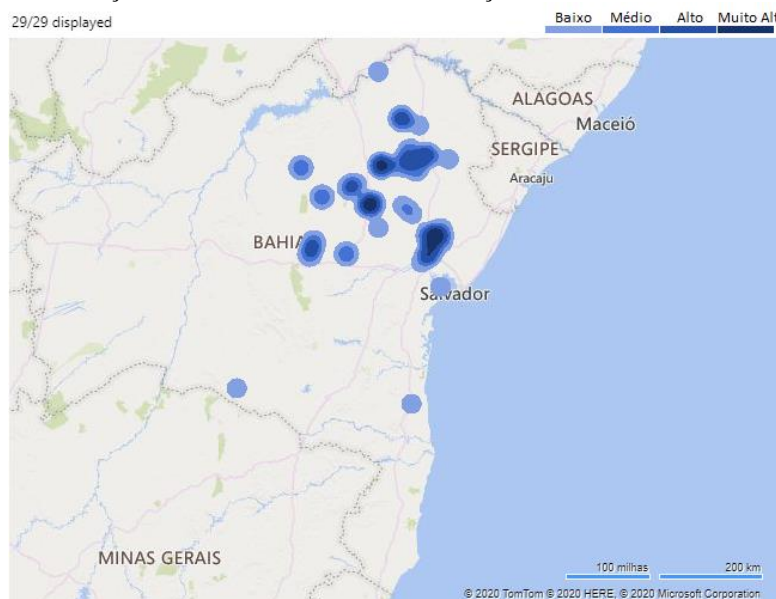 29/29 displayed
Baixo Médio Alto Muito Alt
ALAGOAS
Maceió
SERGIPE
Aracaju
BAHIA
Salvador
MINAS GERAIS
100 milhas 200 km
© 2020 TomTom © 2020 HERE, © 2020 Microsoft Corporation